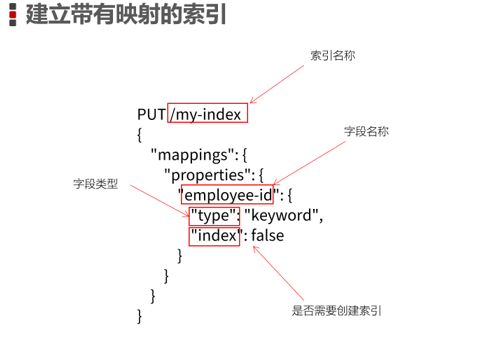 建立带有映射的索引
索引名称
PUT /my-index
字段名称
{
"mappings": {
"properties": {
字段类型
"employee-id": {
"type": "keyword",
"index": false
}
}
是否需要创建索引
}
}